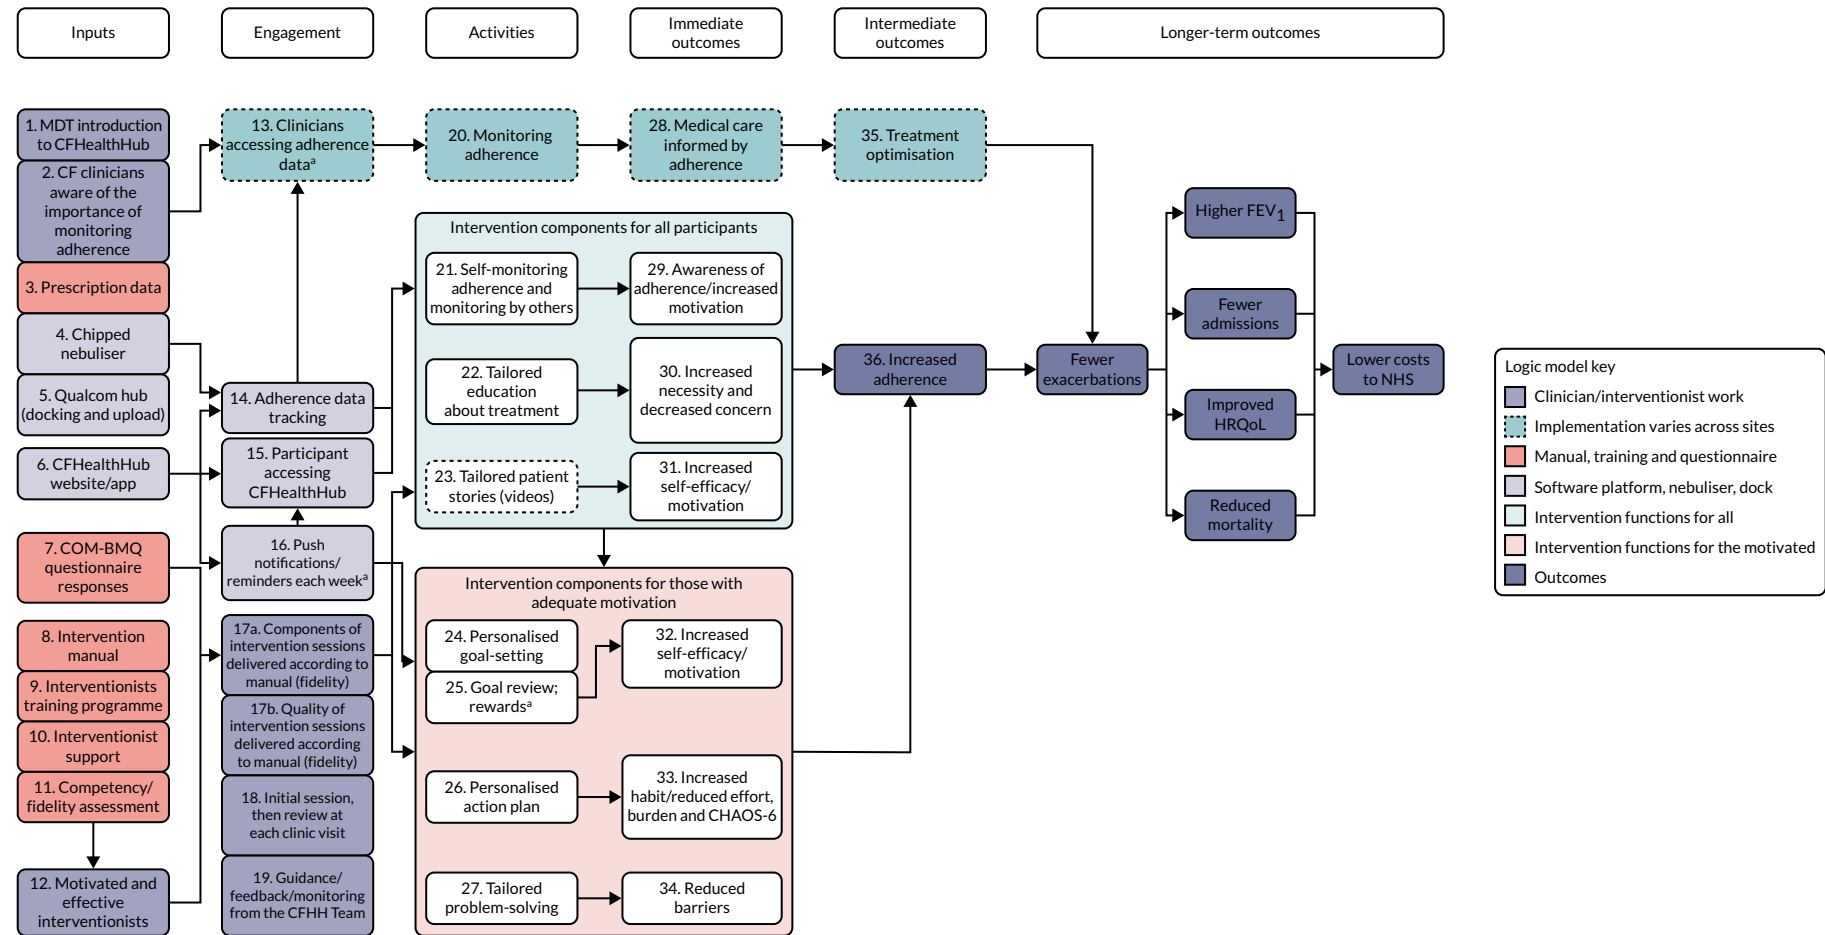 Inputs
Engagement
Activities
Immediate
outcomes
Intermediate
outcomes
Longer-term outcomes
1. MDT introduction
to CFHealthHub
2. CF clinicians
aware of the
importance of
monitoring
adherence
3. Prescription data
4. Chipped
nebuliser
5. Qualcom hub
(docking and upload)
6. CFHealthHub
website/app
7. COM-BMQ
questionnaire
responses
8. Intervention
manual
9. Interventionists
training programme
10. Interventionist
support
11. Competency/
fidelity assessment
12. Motivated and
effective
interventionists
13. Clinicians
accessing adherence
dataᵃ
14. Adherence data
tracking
15. Participant
accessing
CFHealthHub
16. Push
notifications/
reminders each weekᵃ
17a. Components of
intervention sessions
delivered according to
manual (fidelity)
17b. Quality of
intervention sessions
delivered according
to manual (fidelity)
18. Initial session,
then review at
each clinic visit
19. Guidance/
feedback/monitoring
from the CFHH Team
20. Monitoring
adherence
28. Medical care
informed by
adherence
35. Treatment
optimisation
Intervention components for all participants
21. Self-monitoring
adherence and
monitoring by others
29. Awareness of
adherence/increased
motivation
22. Tailored
education
about treatment
30. Increased
necessity and
decreased concern
23. Tailored patient
stories (videos)
31. Increased
self-efficacy/
motivation
Intervention components for those with
adequate motivation
24. Personalised
goal-setting
25. Goal review;
rewardsᵃ
32. Increased
self-efficacy/
motivation
26. Personalised
action plan
33. Increased
habit/reduced effort,
burden and CHAOS-6
27. Tailored
problem-solving
34. Reduced
barriers
36. Increased
adherence
Fewer
exacerbations
Higher FEV₁
Fewer
admissions
Improved
HRQoL
Reduced
mortality
Lower costs
to NHS
Logic model key
Clinician/interventionist work
Implementation varies across sites
Manual, training and questionnaire
Software platform, nebuliser, dock
Intervention functions for all
Intervention functions for the motivated
Outcomes